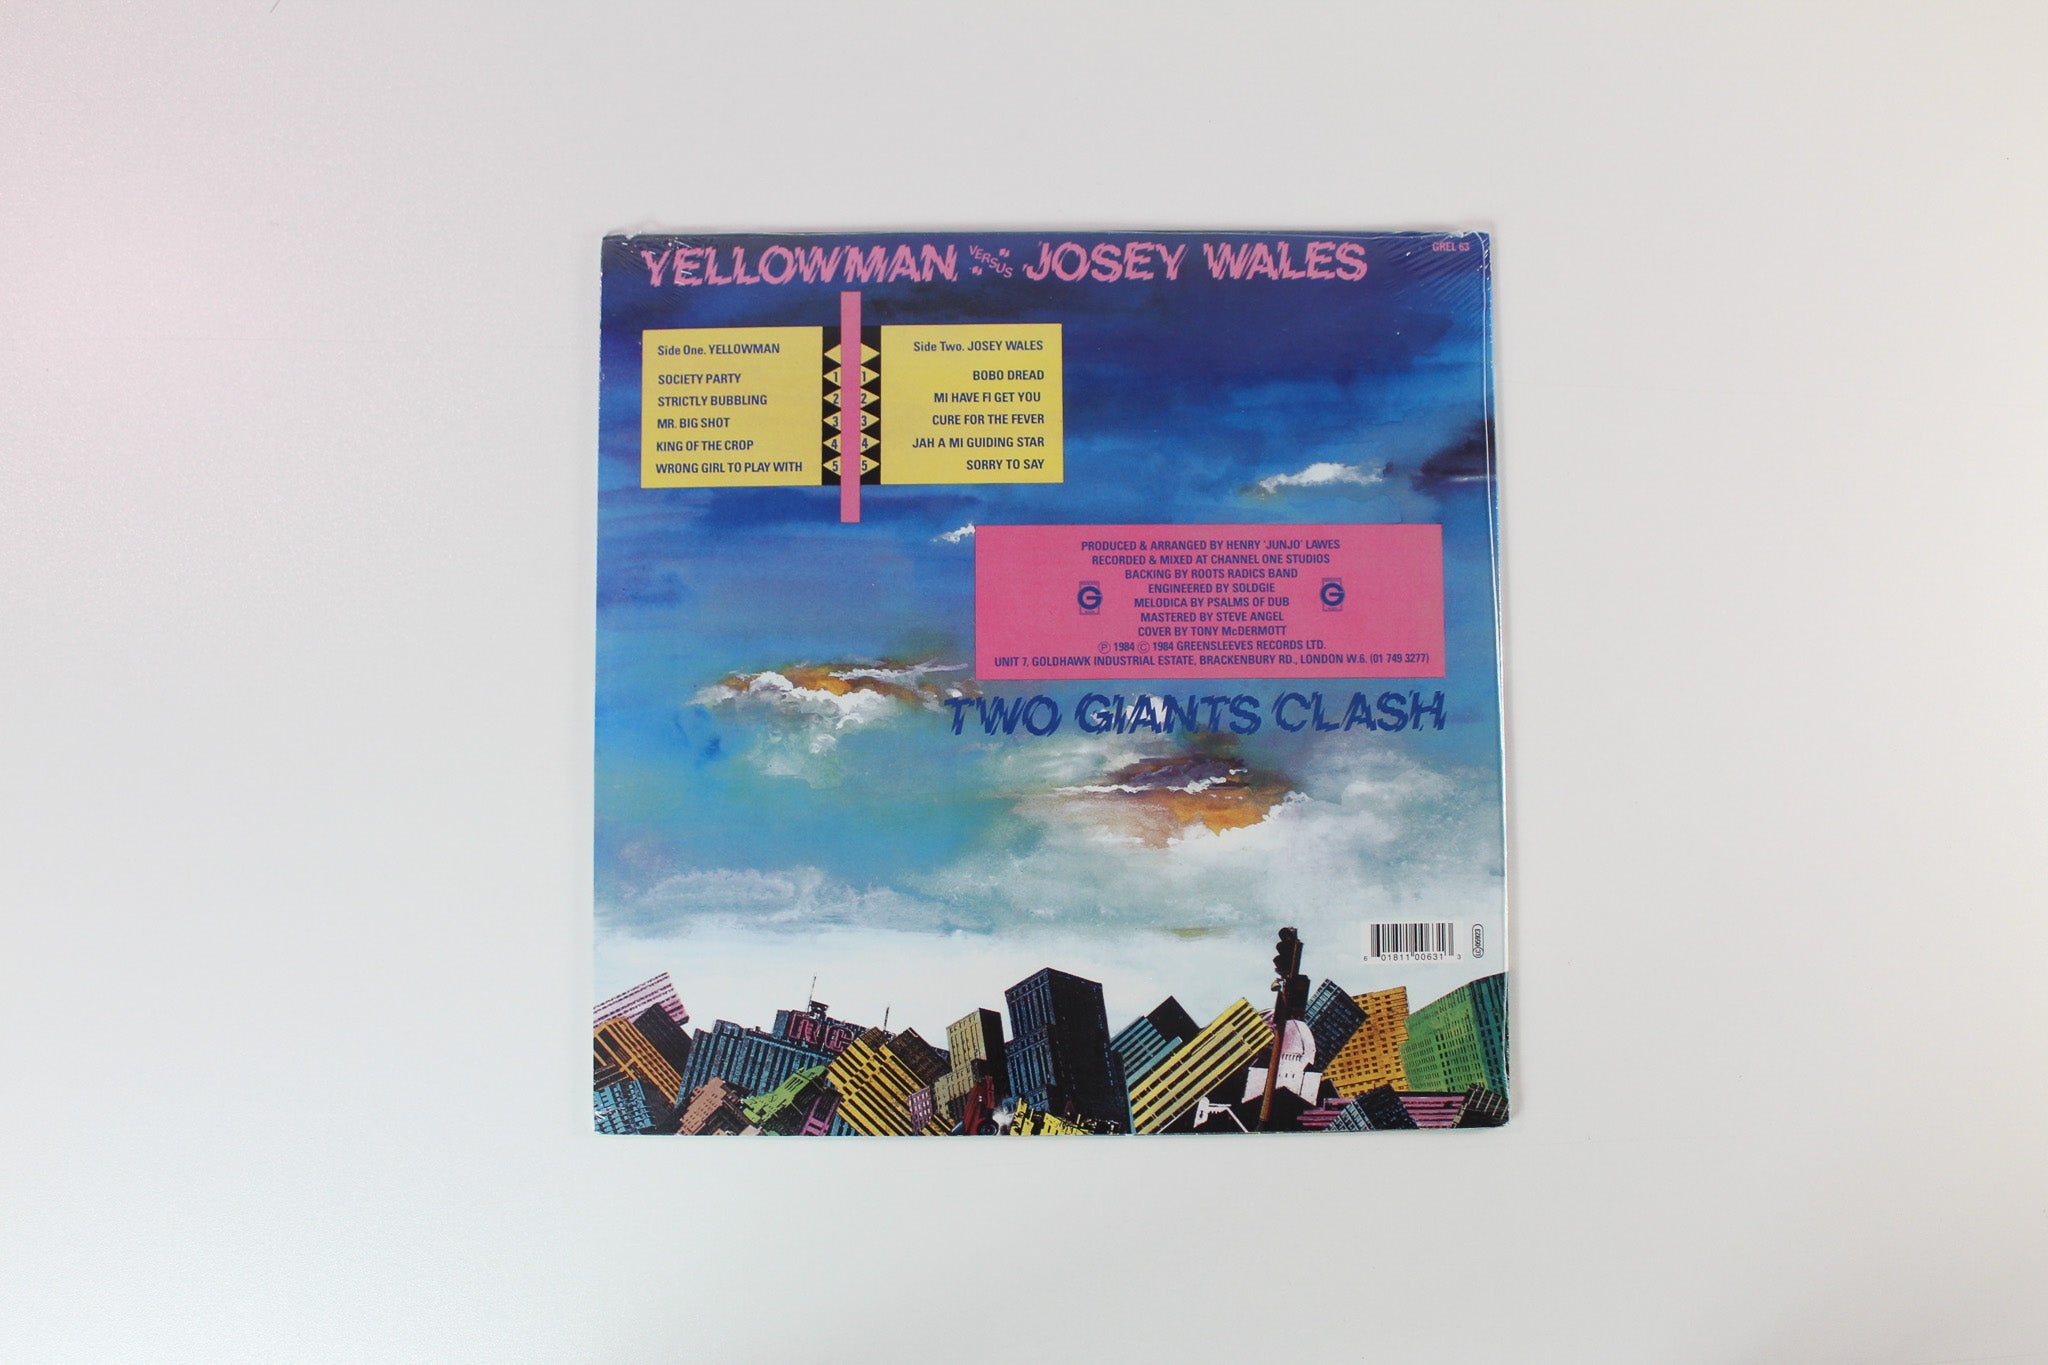 YELLOWMAN VERSUS JOSEY WALES
GREL 63
Side One. YELLOWMAN
SOCIETY PARTY 1
STRICTLY BUBBLING 2
MR. BIG SHOT 3
KING OF THE CROP 4
WRONG GIRL TO PLAY WITH 5
Side Two. JOSEY WALES
1 BOBO DREAD
2 MI HAVE FI GET YOU
3 CURE FOR THE FEVER
4 JAH A MI GUIDING STAR
5 SORRY TO SAY
PRODUCED & ARRANGED BY HENRY 'JUNJO' LAWES
RECORDED & MIXED AT CHANNEL ONE STUDIOS
BACKING BY ROOTS RADICS BAND
ENGINEERED BY SOLDGIE
MELODICA BY PSALMS OF DUB
MASTERED BY STEVE ANGEL
COVER BY TONY McDERMOTT
Ⓟ 1984 Ⓒ 1984 GREENSLEEVES RECORDS LTD.
UNIT 7, GOLDHAWK INDUSTRIAL ESTATE, BRACKENBURY RD., LONDON W.6. (01 749 3277)
G
G
TWO GIANTS CLASH
6 01811 00631 3